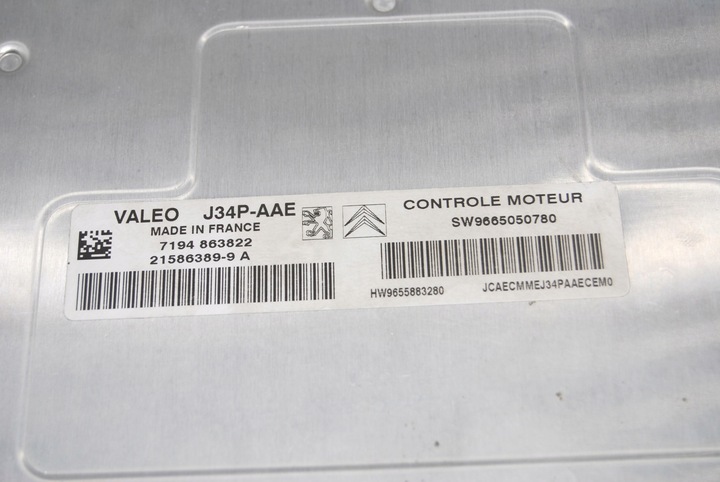 VALEO J34P-AAE
MADE IN FRANCE
7194 863822
21586389-9 A
CONTROLE MOTEUR
SW9665050780
HW9655883280 JCAECMMEJ34PAAECEM0